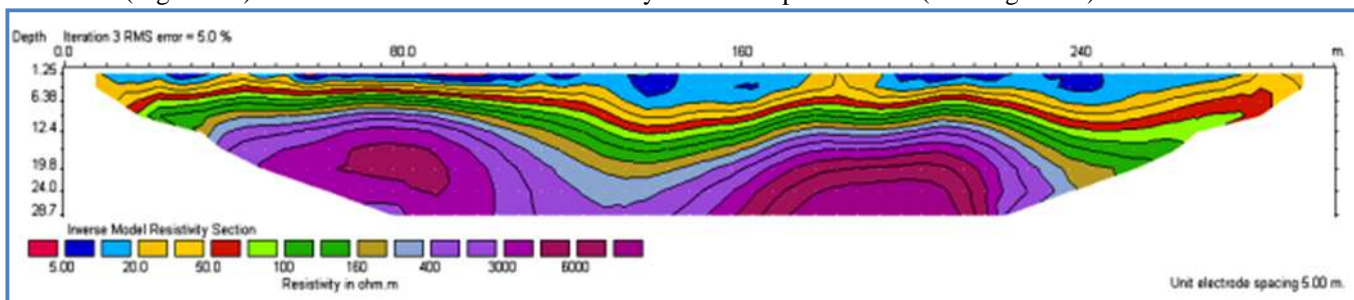 Depth Iteration 3 RMS error = 5.0 %
0.0 80.0 160 240 m.
1.25
6.38
12.4
19.8
24.0
28.7
Inverse Model Resistivity Section
5.00 20.0 50.0 100 160 400 3000 6000
Resistivity in ohm.m
Unit electrode spacing 5.00 m.